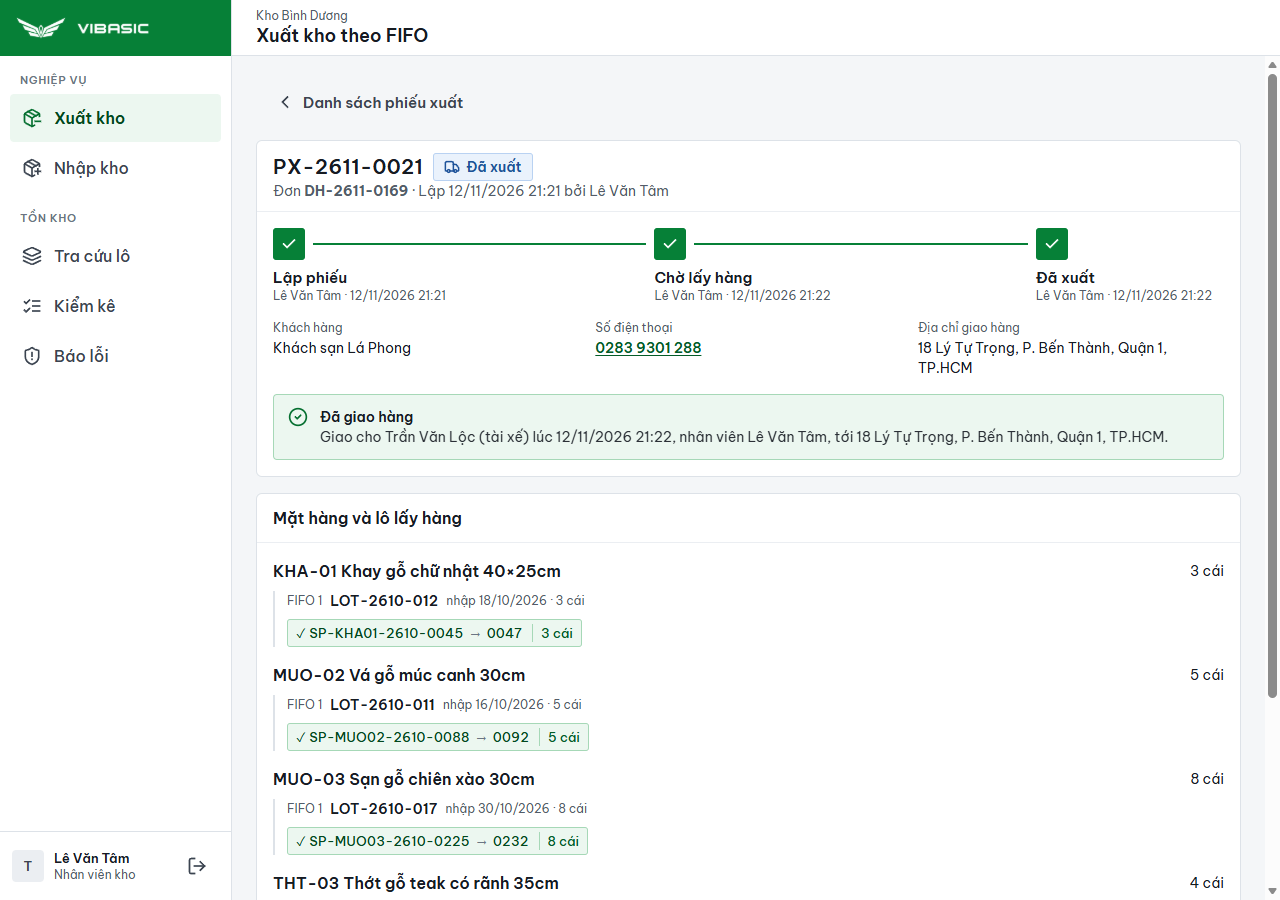 VIBASIC
Kho Bình Dương
Xuất kho theo FIFO
NGHIỆP VỤ
Xuất kho
Nhập kho
TỒN KHO
Tra cứu lô
Kiểm kê
Báo lỗi
T
Lê Văn Tâm
Nhân viên kho
Danh sách phiếu xuất
PX-2611-0021 Đã xuất
Đơn DH-2611-0169 · Lập 12/11/2026 21:21 bởi Lê Văn Tâm
Lập phiếu
Lê Văn Tâm · 12/11/2026 21:21
Chờ lấy hàng
Lê Văn Tâm · 12/11/2026 21:22
Đã xuất
Lê Văn Tâm · 12/11/2026 21:22
Khách hàng
Khách sạn Lá Phong
Số điện thoại
0283 9301 288
Địa chỉ giao hàng
18 Lý Tự Trọng, P. Bến Thành, Quận 1,
TP.HCM
Đã giao hàng
Giao cho Trần Văn Lộc (tài xế) lúc 12/11/2026 21:22, nhân viên Lê Văn Tâm, tới 18 Lý Tự Trọng, P. Bến Thành, Quận 1, TP.HCM.
Mặt hàng và lô lấy hàng
KHA-01 Khay gỗ chữ nhật 40×25cm 3 cái
FIFO 1 LOT-2610-012 nhập 18/10/2026 · 3 cái
✓ SP-KHA01-2610-0045 → 0047 3 cái
MUO-02 Vá gỗ múc canh 30cm 5 cái
FIFO 1 LOT-2610-011 nhập 16/10/2026 · 5 cái
✓ SP-MUO02-2610-0088 → 0092 5 cái
MUO-03 Sạn gỗ chiên xào 30cm 8 cái
FIFO 1 LOT-2610-017 nhập 30/10/2026 · 8 cái
✓ SP-MUO03-2610-0225 → 0232 8 cái
THT-03 Thớt gỗ teak có rãnh 35cm 4 cái